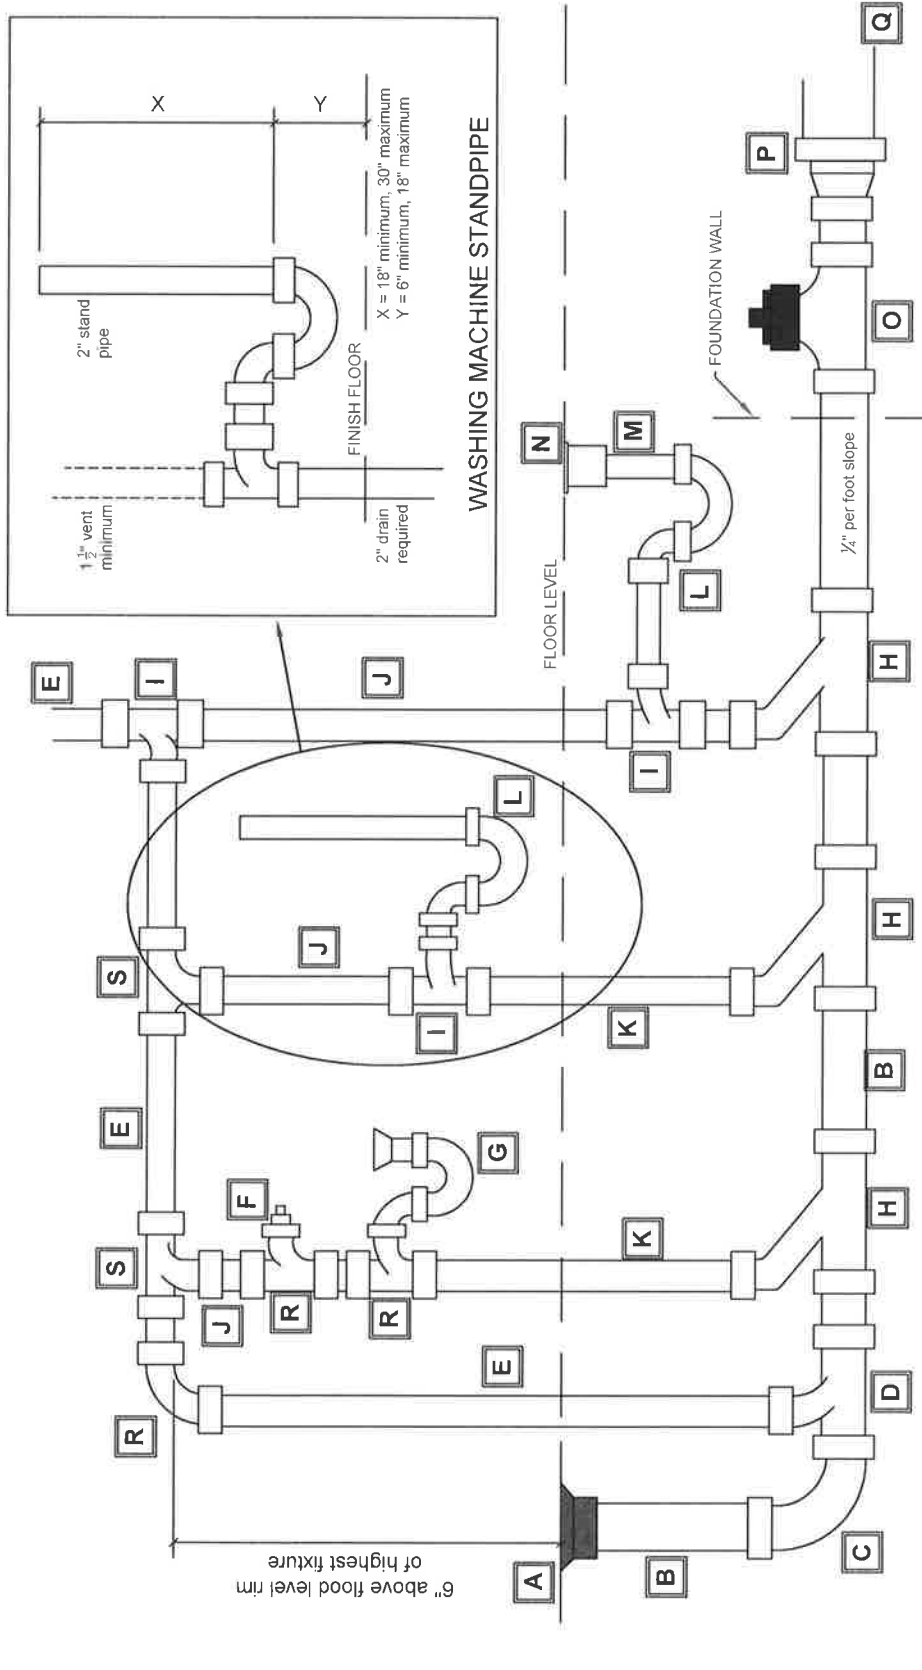 X
Y
2" stand
pipe
X = 18" minimum, 30" maximum
Y = 6" minimum, 18" maximum
FINISH FLOOR
1 1/2" vent
minimum
2" drain
required
WASHING MACHINE STANDPIPE
Q
P
O
FOUNDATION WALL
1/4" per foot slope
N
M
L
FLOOR LEVEL
E
I
J
I
H
L
S
J
I
K
H
B
E
F
G
S
J
R
R
K
H
E
R
D
6" above flood level rim
of highest fixture
A
B
C